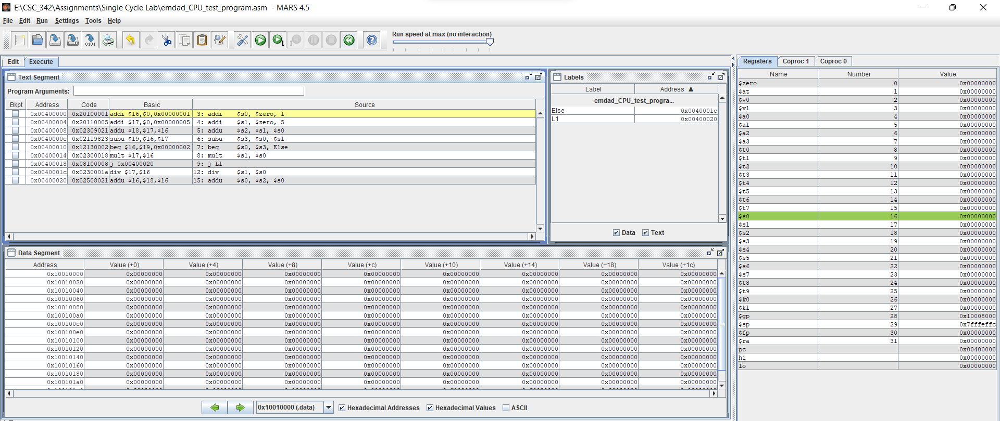 E:\CSC_342\Assignments\Single Cycle Lab\emdad_CPU_test_program.asm - MARS 4.5
File Edit Run Settings Tools Help
Run speed at max (no interaction)
Edit Execute
Text Segment
Program Arguments:
Bkpt Address Code Basic Source
0x00400000 0x20100001 addi $16,$0,0x00000001 3: addi $s0, $zero, 1
0x00400004 0x20110005 addi $17,$0,0x00000005 4: addi $s1, $zero, 5
0x00400008 0x02309021 addu $18,$17,$16 5: addu $s2, $s1, $s0
0x0040000c 0x02119823 subu $19,$16,$17 6: subu $s3, $s0, $s1
0x00400010 0x12130002 beq $16,$19,0x00000002 7: beq $s0, $s3, Else
0x00400014 0x02300018 mult $17,$16 8: mult $s1, $s0
0x00400018 0x08100008 j 0x00400020 9: j L1
0x0040001c 0x0230001a div $17,$16 12: div $s1, $s0
0x00400020 0x02508021 addu $16,$18,$16 15: addu $s0, $s2, $s0
Labels
Label Address ▲
emdad_CPU_test_progra...
Else 0x0040001c
L1 0x00400020
Data Text
Data Segment
Address Value (+0) Value (+4) Value (+8) Value (+c) Value (+10) Value (+14) Value (+18) Value (+1c)
0x10010000 0x00000000 0x00000000 0x00000000 0x00000000 0x00000000 0x00000000 0x00000000 0x00000000
0x10010020 0x00000000 0x00000000 0x00000000 0x00000000 0x00000000 0x00000000 0x00000000 0x00000000
0x10010040 0x00000000 0x00000000 0x00000000 0x00000000 0x00000000 0x00000000 0x00000000 0x00000000
0x10010060 0x00000000 0x00000000 0x00000000 0x00000000 0x00000000 0x00000000 0x00000000 0x00000000
0x10010080 0x00000000 0x00000000 0x00000000 0x00000000 0x00000000 0x00000000 0x00000000 0x00000000
0x100100a0 0x00000000 0x00000000 0x00000000 0x00000000 0x00000000 0x00000000 0x00000000 0x00000000
0x100100c0 0x00000000 0x00000000 0x00000000 0x00000000 0x00000000 0x00000000 0x00000000 0x00000000
0x100100e0 0x00000000 0x00000000 0x00000000 0x00000000 0x00000000 0x00000000 0x00000000 0x00000000
0x10010100 0x00000000 0x00000000 0x00000000 0x00000000 0x00000000 0x00000000 0x00000000 0x00000000
0x10010120 0x00000000 0x00000000 0x00000000 0x00000000 0x00000000 0x00000000 0x00000000 0x00000000
0x10010140 0x00000000 0x00000000 0x00000000 0x00000000 0x00000000 0x00000000 0x00000000 0x00000000
0x10010160 0x00000000 0x00000000 0x00000000 0x00000000 0x00000000 0x00000000 0x00000000 0x00000000
0x10010180 0x00000000 0x00000000 0x00000000 0x00000000 0x00000000 0x00000000 0x00000000 0x00000000
0x100101a0 0x00000000 0x00000000 0x00000000 0x00000000 0x00000000 0x00000000 0x00000000 0x00000000
0x10010000 (.data) Hexadecimal Addresses Hexadecimal Values ASCII
Registers Coproc 1 Coproc 0
Name Number Value
$zero 0 0x00000000
$at 1 0x00000000
$v0 2 0x00000000
$v1 3 0x00000000
$a0 4 0x00000000
$a1 5 0x00000000
$a2 6 0x00000000
$a3 7 0x00000000
$t0 8 0x00000000
$t1 9 0x00000000
$t2 10 0x00000000
$t3 11 0x00000000
$t4 12 0x00000000
$t5 13 0x00000000
$t6 14 0x00000000
$t7 15 0x00000000
$s0 16 0x00000000
$s1 17 0x00000000
$s2 18 0x00000000
$s3 19 0x00000000
$s4 20 0x00000000
$s5 21 0x00000000
$s6 22 0x00000000
$s7 23 0x00000000
$t8 24 0x00000000
$t9 25 0x00000000
$k0 26 0x00000000
$k1 27 0x00000000
$gp 28 0x10008000
$sp 29 0x7fffeffc
$fp 30 0x00000000
$ra 31 0x00000000
pc 0x00400000
hi 0x00000000
lo 0x00000000